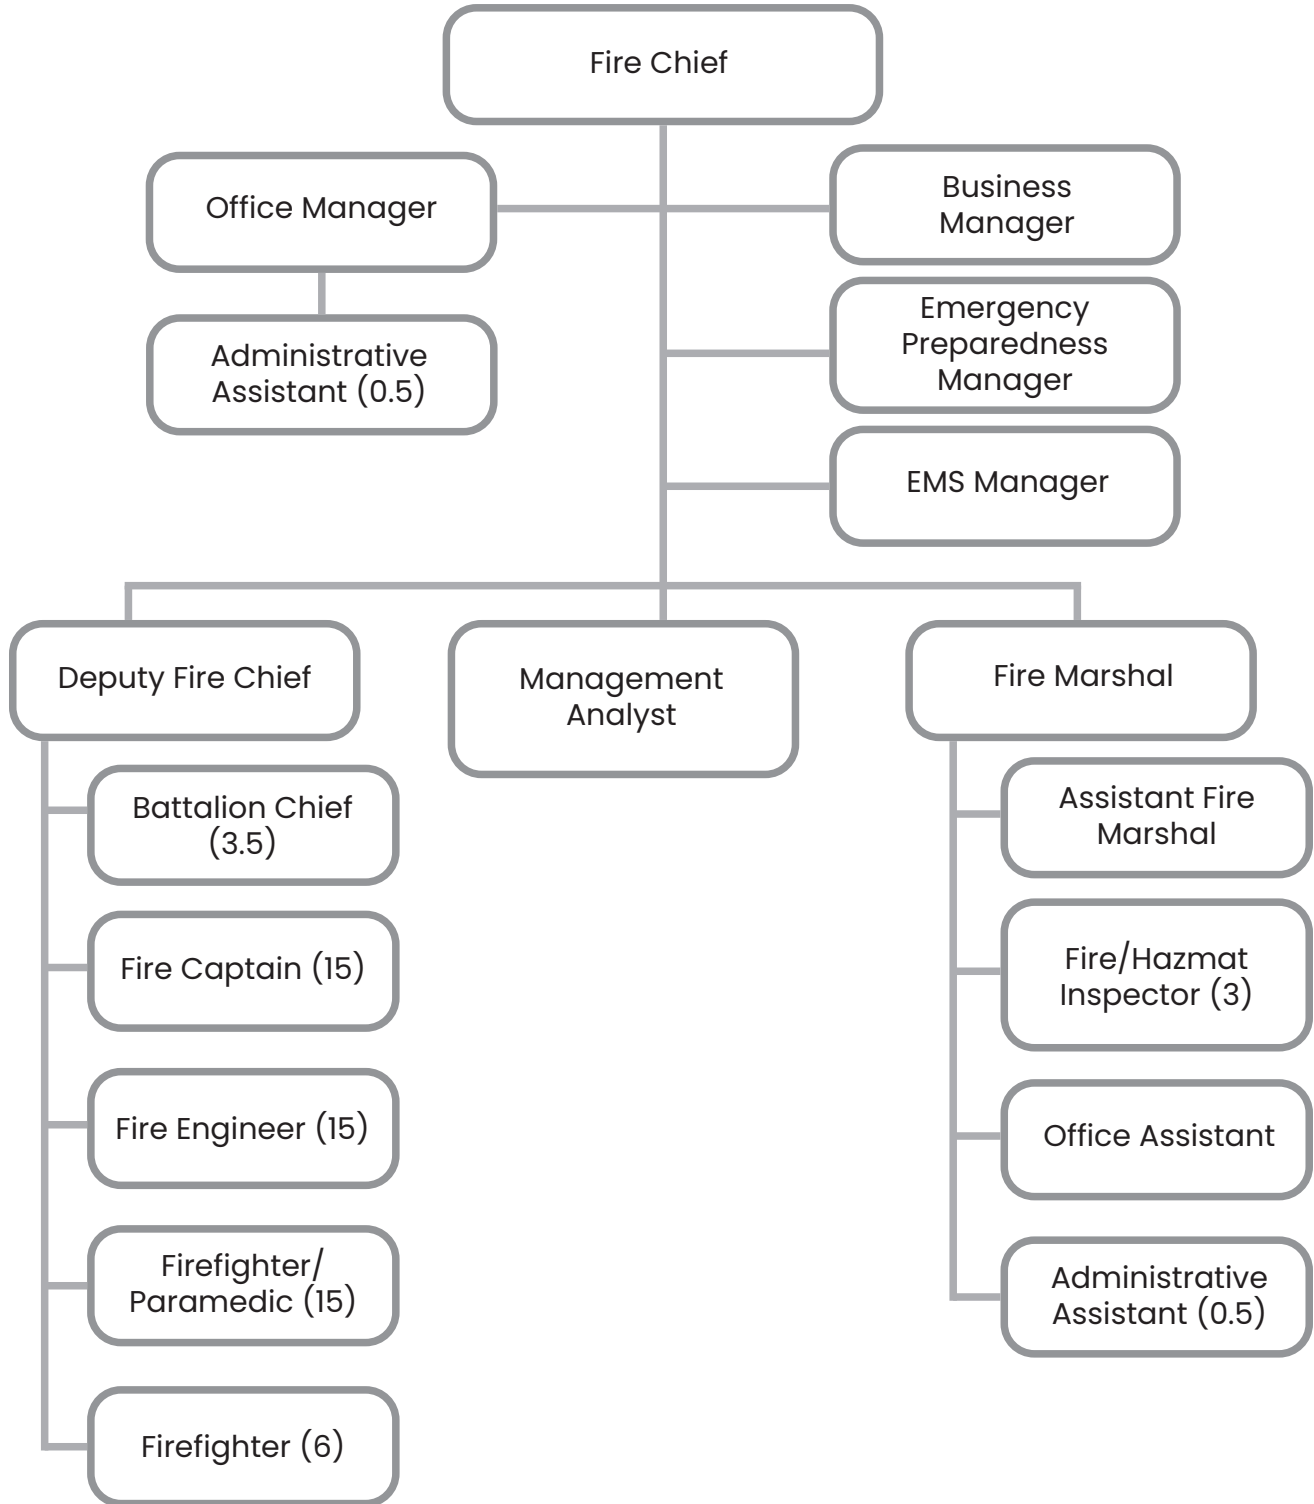 Fire Chief
Office Manager
Business
Manager
Administrative
Assistant (0.5)
Emergency
Preparedness
Manager
EMS Manager
Deputy Fire Chief
Management
Analyst
Fire Marshal
Battalion Chief
(3.5)
Fire Captain (15)
Fire Engineer (15)
Firefighter/
Paramedic (15)
Firefighter (6)
Assistant Fire
Marshal
Fire/Hazmat
Inspector (3)
Office Assistant
Administrative
Assistant (0.5)